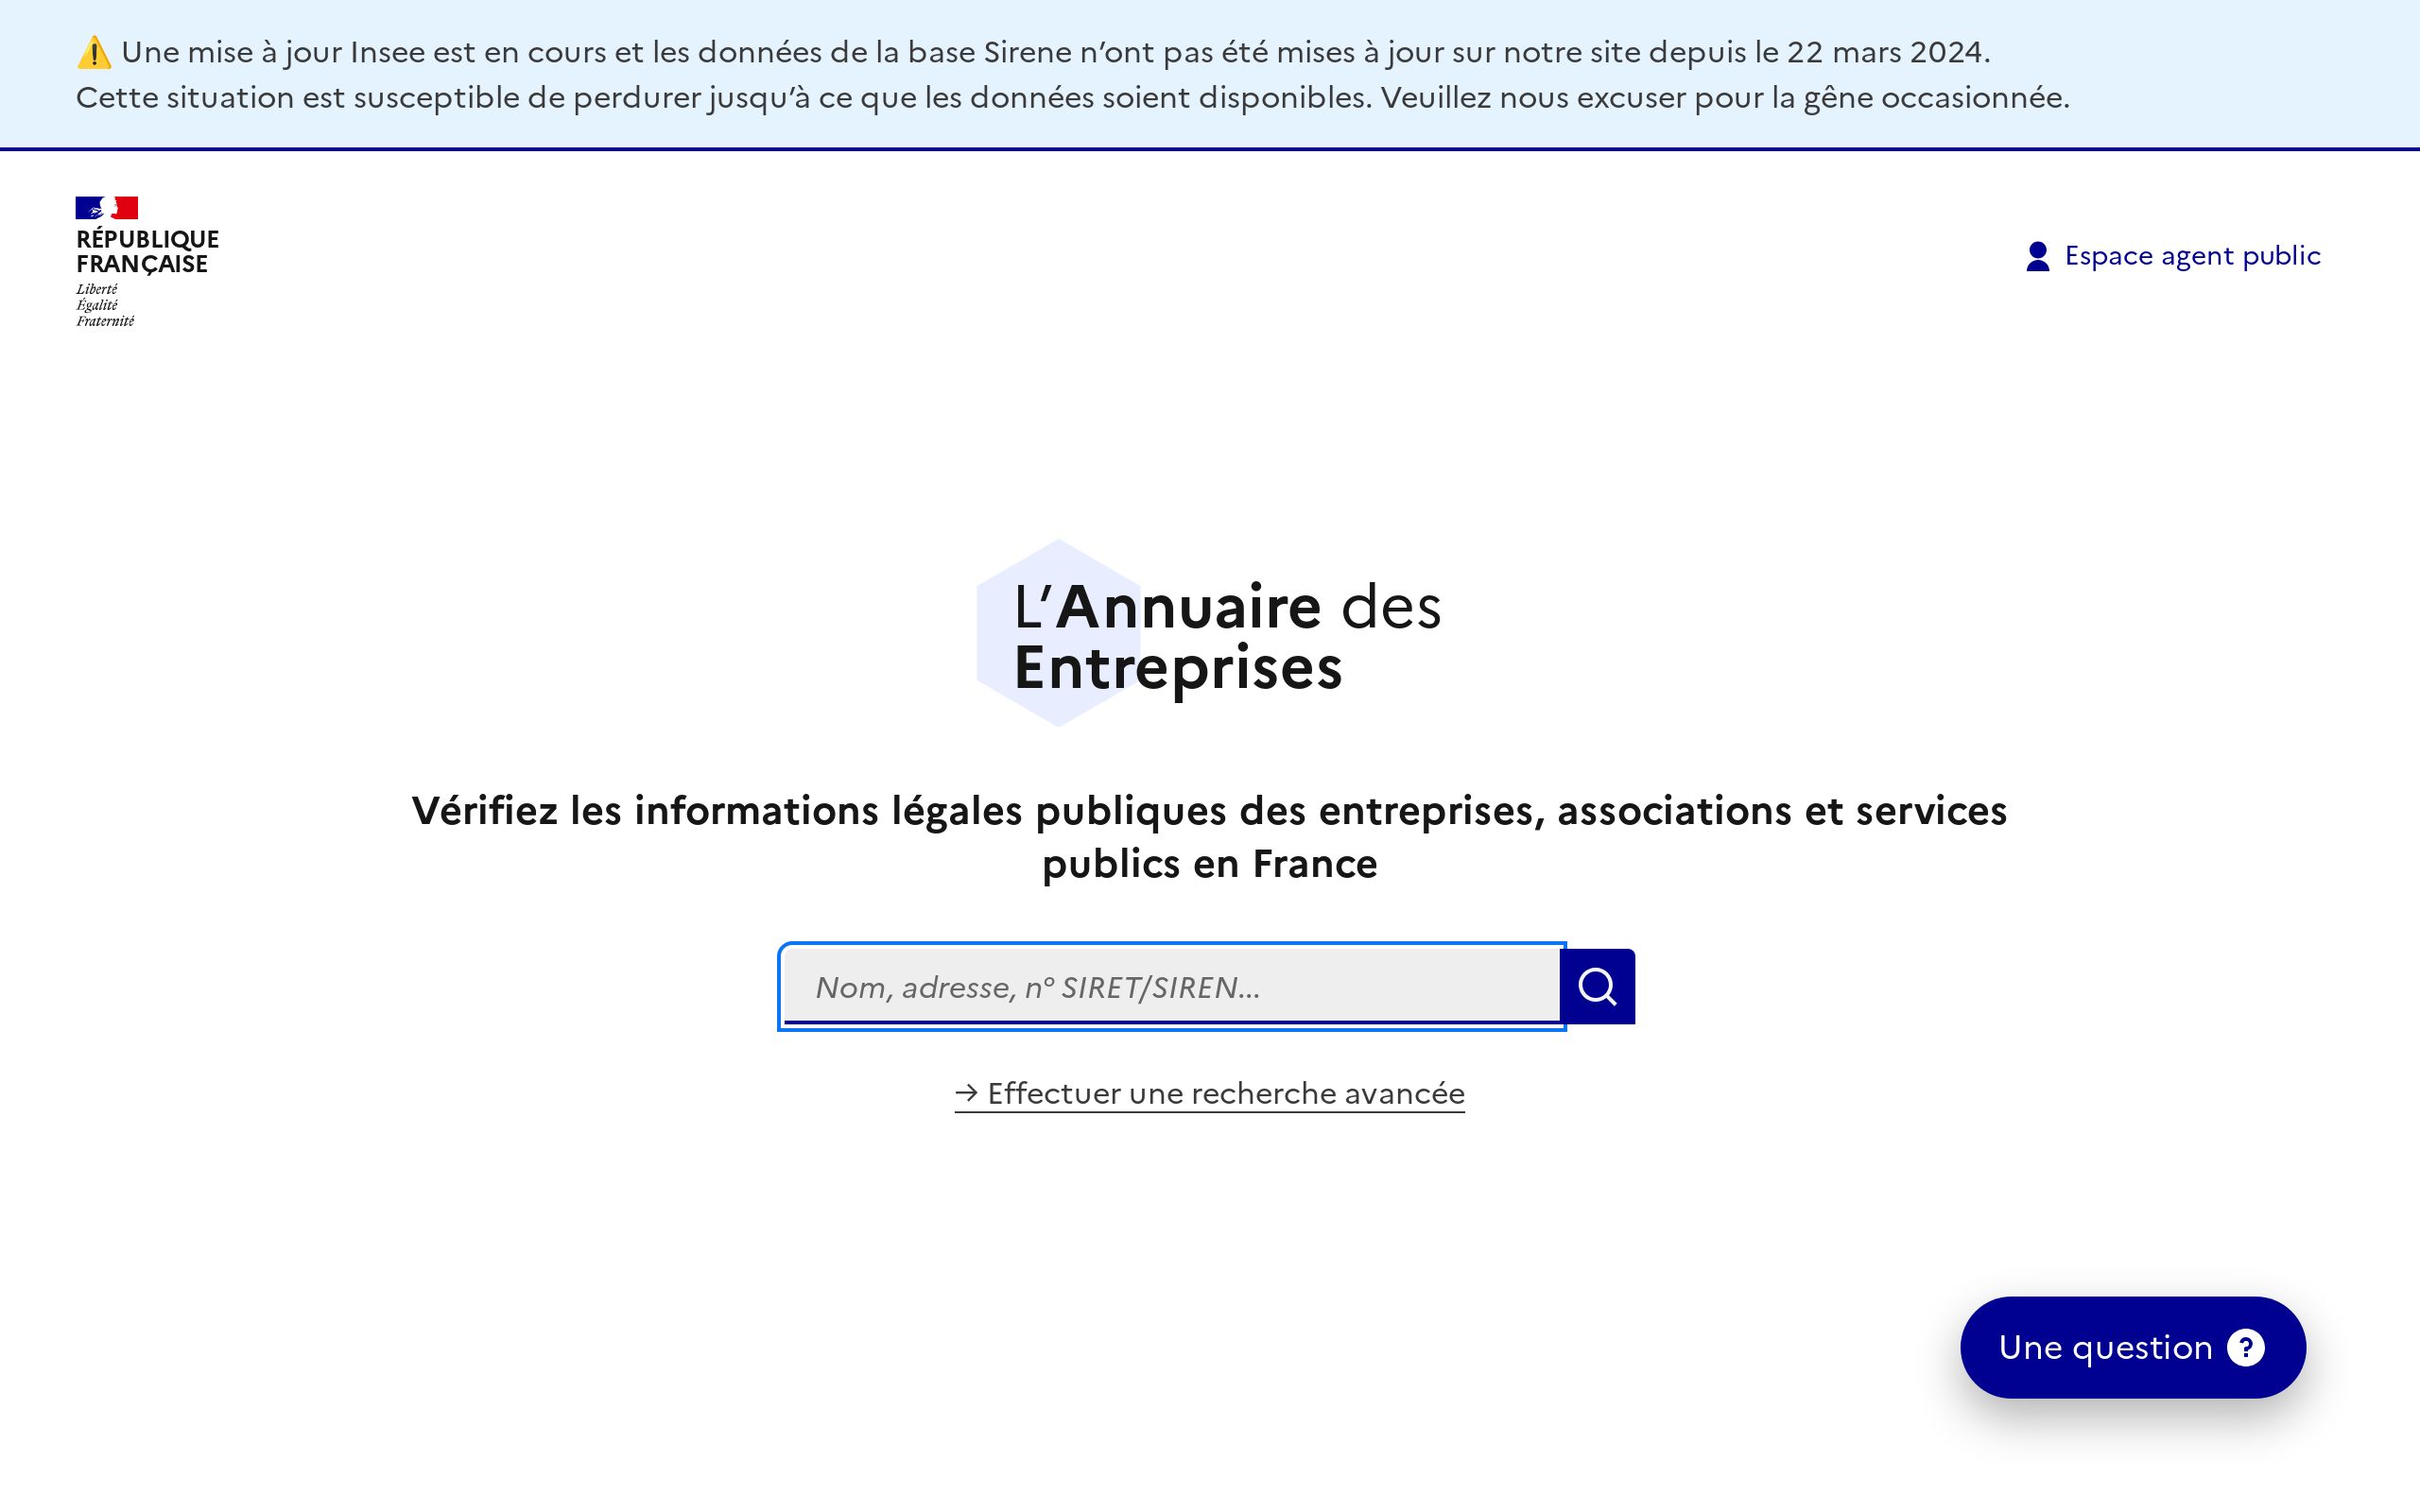 ⚠️ Une mise à jour Insee est en cours et les données de la base Sirene n’ont pas été mises à jour sur notre site depuis le 22 mars 2024.
Cette situation est susceptible de perdurer jusqu’à ce que les données soient disponibles. Veuillez nous excuser pour la gêne occasionnée.
RÉPUBLIQUE
FRANÇAISE
Liberté
Égalité
Fraternité
Espace agent public
L’Annuaire des
Entreprises
Vérifiez les informations légales publiques des entreprises, associations et services
publics en France
Nom, adresse, n° SIRET/SIREN...
→ Effectuer une recherche avancée
Une question ?